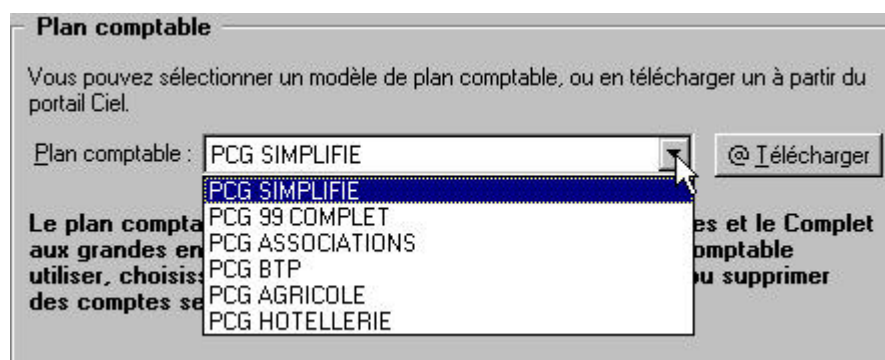 Plan comptable
Vous pouvez sélectionner un modèle de plan comptable, ou en télécharger un à partir du
portail Ciel.
Plan comptable : PCG SIMPLIFIE @ Télécharger
PCG SIMPLIFIE
PCG 99 COMPLET
PCG ASSOCIATIONS
PCG BTP
PCG AGRICOLE
PCG HOTELLERIE
Le plan compta es et le Complet
aux grandes en omptable
utiliser, choisis ou supprimer
des comptes se